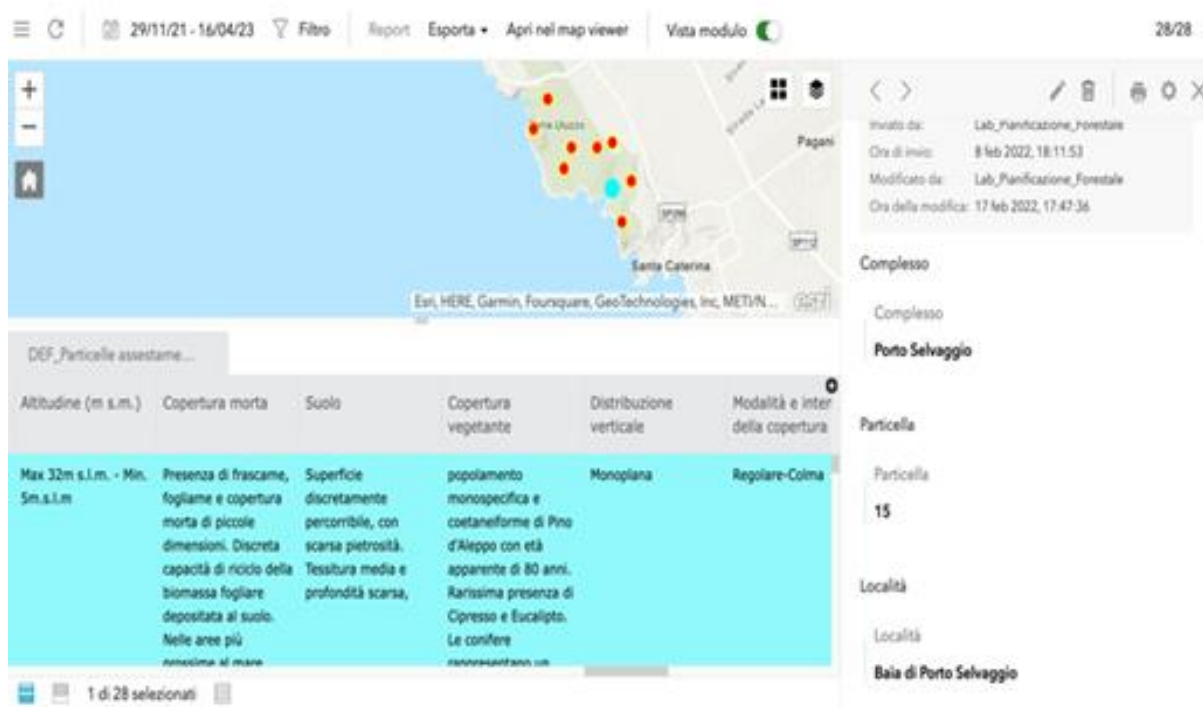 29/11/21 - 16/04/23 Filtro Report Esporta Apri nel map viewer Vista modulo 28/28
+
−
Pagani
Santa Caterina
Esri, HERE, Garmin, Foursquare, GeoTechnologies, Inc, METI/N... esri
Inviato da: Lab_Pianificazione_Forestale
Ora di invio: 8 feb 2022, 18:11:53
Modificato da: Lab_Pianificazione_Forestale
Ora della modifica: 17 feb 2022, 17:47:36
Complesso
Complesso
Porto Selvaggio
Particella
Particella
15
Località
Località
Baia di Porto Selvaggio
DEF_Particelle assestame...
Altitudine (m s.m.)
Copertura morta
Suolo
Copertura
vegetante
Distribuzione
verticale
Modalità e inter
della copertura
Max 32m s.l.m. - Min.
5m.s.l.m
Presenza di frascame,
fogliame e copertura
morta di piccole
dimensioni. Discreta
capacità di riciclo della
biomassa fogliare
depositata al suolo.
Nelle aree più
prossime al mare
Superficie
discretamente
percorribile, con
scarsa pietrosità.
Tessitura media e
profondità scarsa,
popolamento
monospecifica e
coetaneiforme di Pino
d'Aleppo con età
apparente di 80 anni.
Rarissima presenza di
Cipresso e Eucalipto.
Le conifere
rappresentano un
Monoplana
Regolare-Colma
1 di 28 selezionati